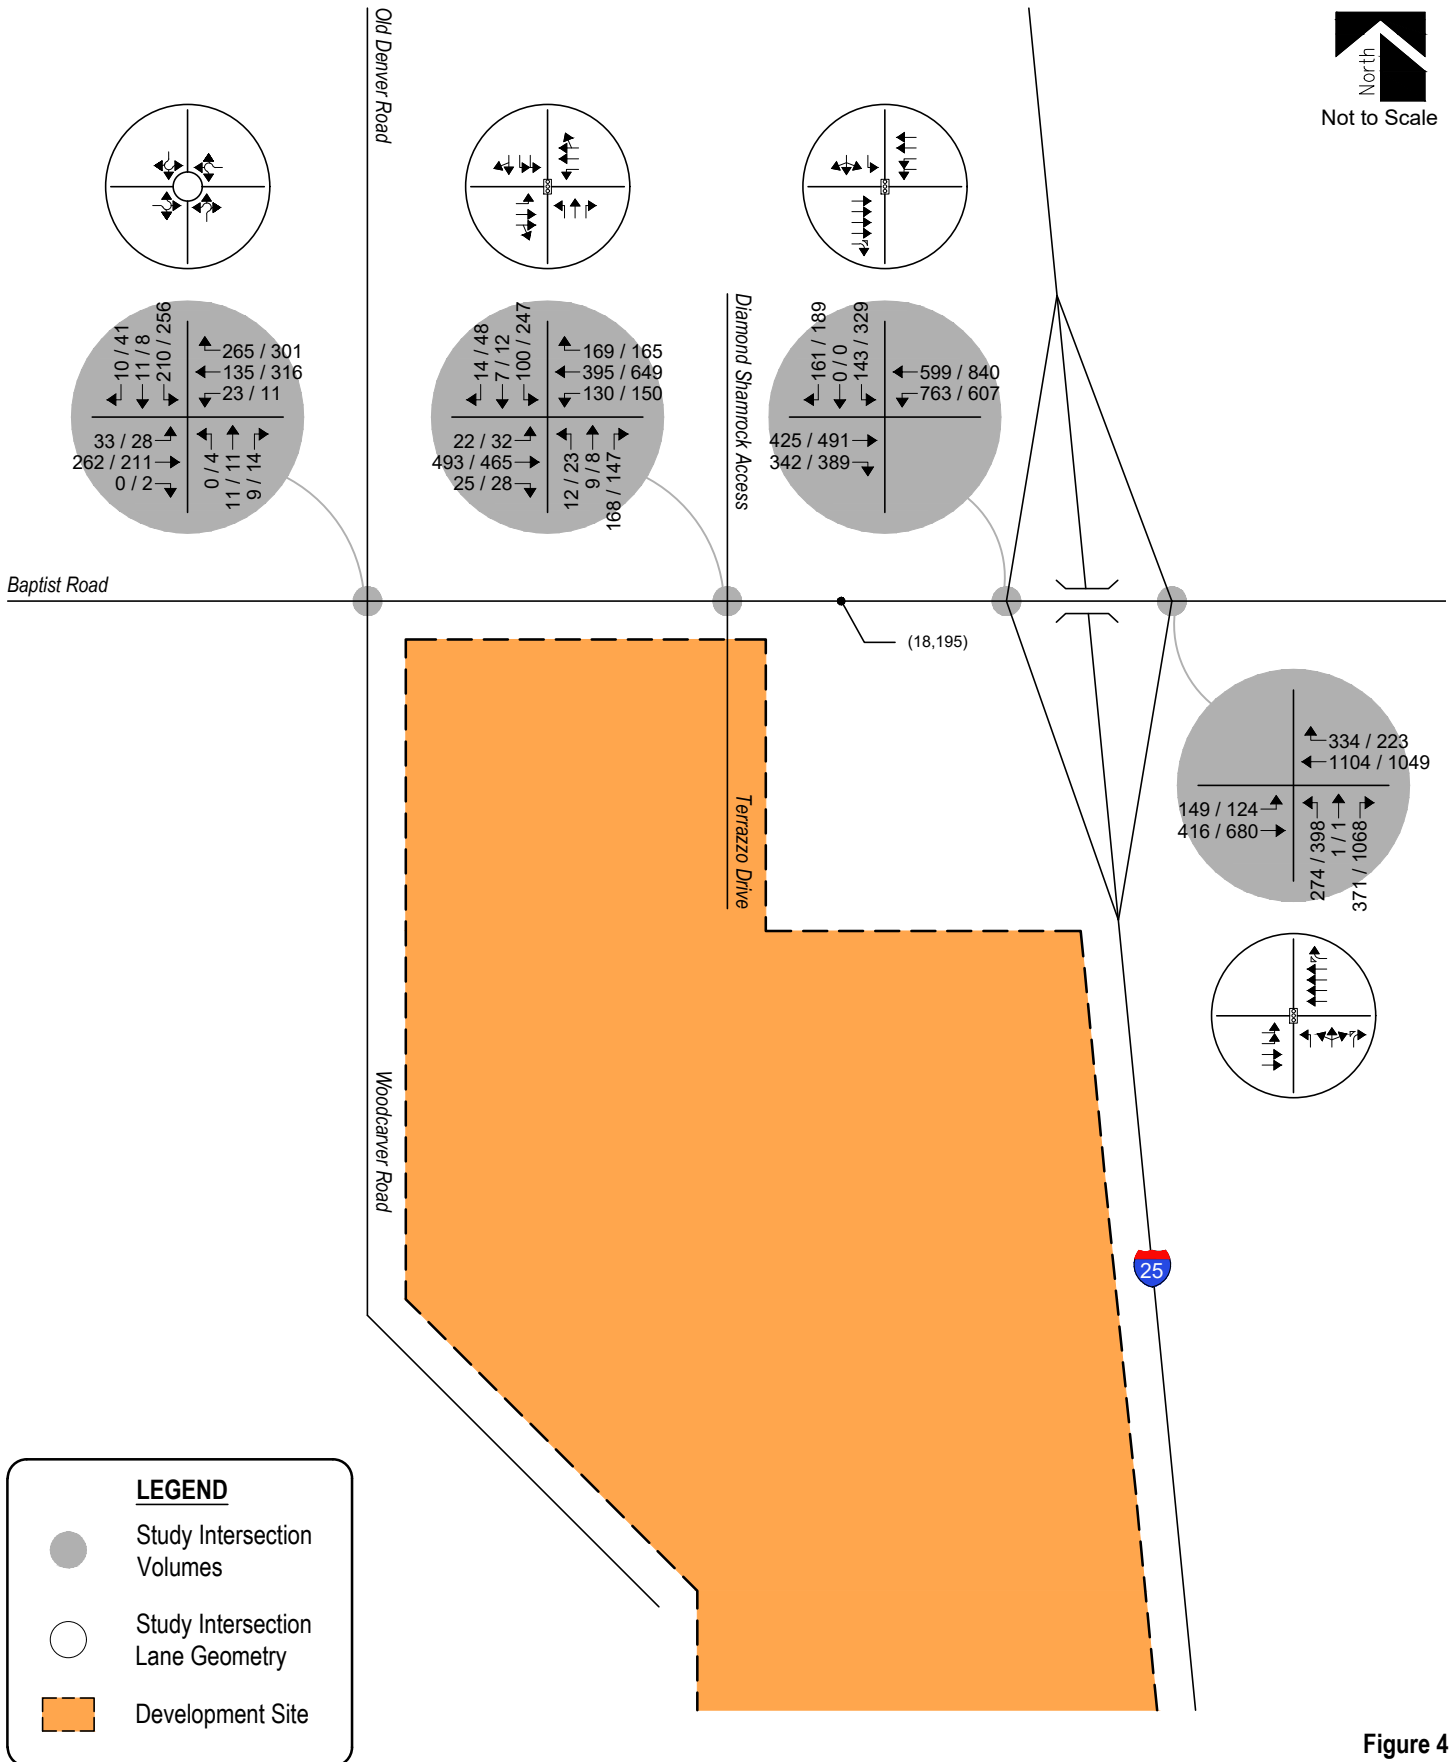 North
Not to Scale
Old Denver Road
10 / 41
11 / 8
210 / 256
265 / 301
135 / 316
23 / 11
33 / 28
262 / 211
0 / 2
0 / 4
11 / 11
9 / 14
14 / 48
7 / 12
100 / 247
169 / 165
395 / 649
130 / 150
22 / 32
493 / 465
25 / 28
12 / 23
9 / 8
168 / 147
Diamond Shamrock Access
161 / 189
0 / 0
143 / 329
599 / 840
763 / 607
425 / 491
342 / 389
Baptist Road
(18,195)
334 / 223
1104 / 1049
149 / 124
416 / 680
274 / 398
1 / 1
371 / 1068
Terrazzo Drive
Woodcarver Road
25
LEGEND
Study Intersection
Volumes
Study Intersection
Lane Geometry
Development Site
Figure 4